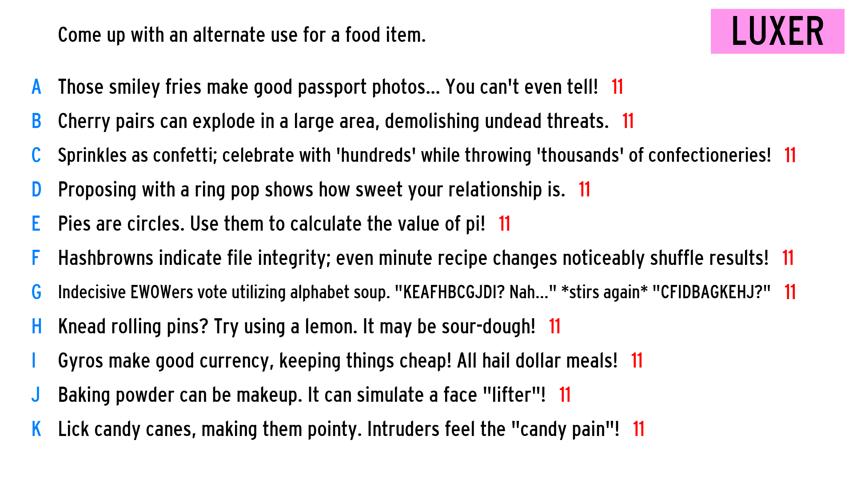 Come up with an alternate use for a food item.
LUXER
A Those smiley fries make good passport photos... You can't even tell! 11
B Cherry pairs can explode in a large area, demolishing undead threats. 11
C Sprinkles as confetti; celebrate with 'hundreds' while throwing 'thousands' of confectioneries! 11
D Proposing with a ring pop shows how sweet your relationship is. 11
E Pies are circles. Use them to calculate the value of pi! 11
F Hashbrowns indicate file integrity; even minute recipe changes noticeably shuffle results! 11
G Indecisive EWOWers vote utilizing alphabet soup. "KEAFHBCGJDI? Nah..." *stirs again* "CFIDBAGKEHJ?" 11
H Knead rolling pins? Try using a lemon. It may be sour-dough! 11
I Gyros make good currency, keeping things cheap! All hail dollar meals! 11
J Baking powder can be makeup. It can simulate a face "lifter"! 11
K Lick candy canes, making them pointy. Intruders feel the "candy pain"! 11